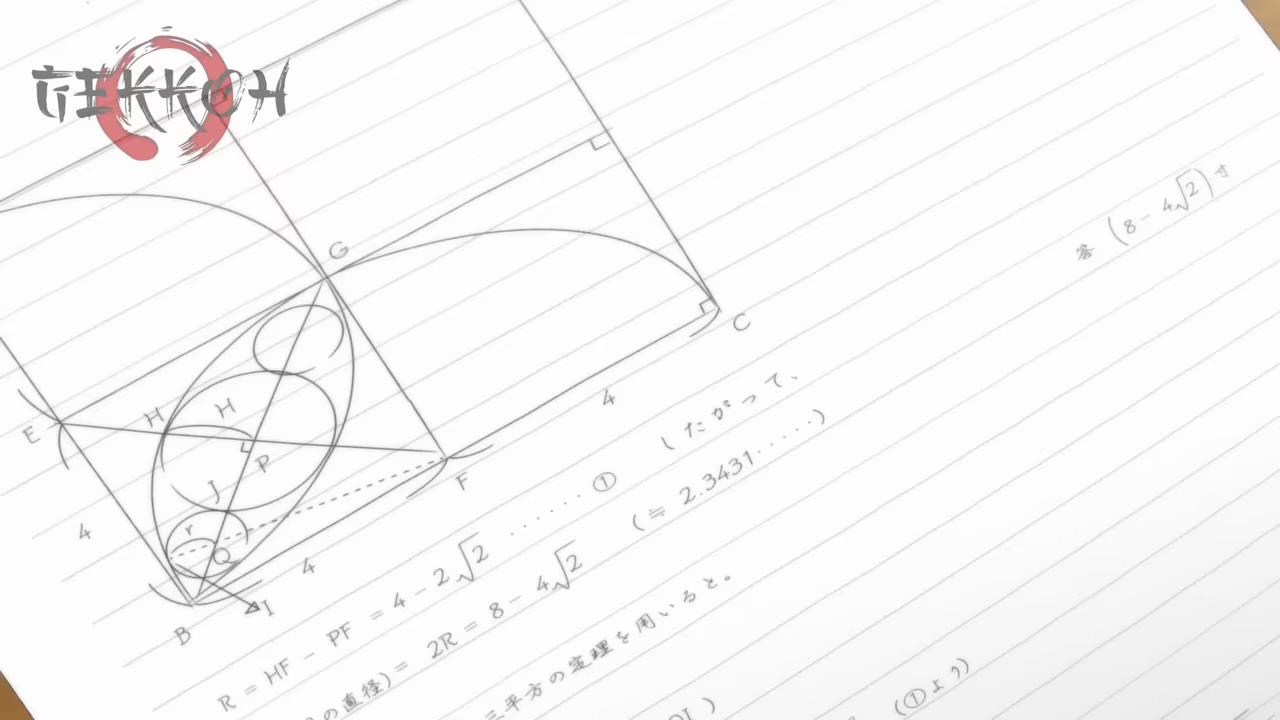 GEKKOH
G
答 (8 - 4√2) 寸
C
E
H
H
P
F
4
J
4
r
Q
4
B
I
R = HF - PF = 4 - 2√2 ・・・・・・ ① したがって、
の直径) = 2R = 8 - 4√2 (≒ 2.3431.....)
三平方の定理を用いると。
(①より)